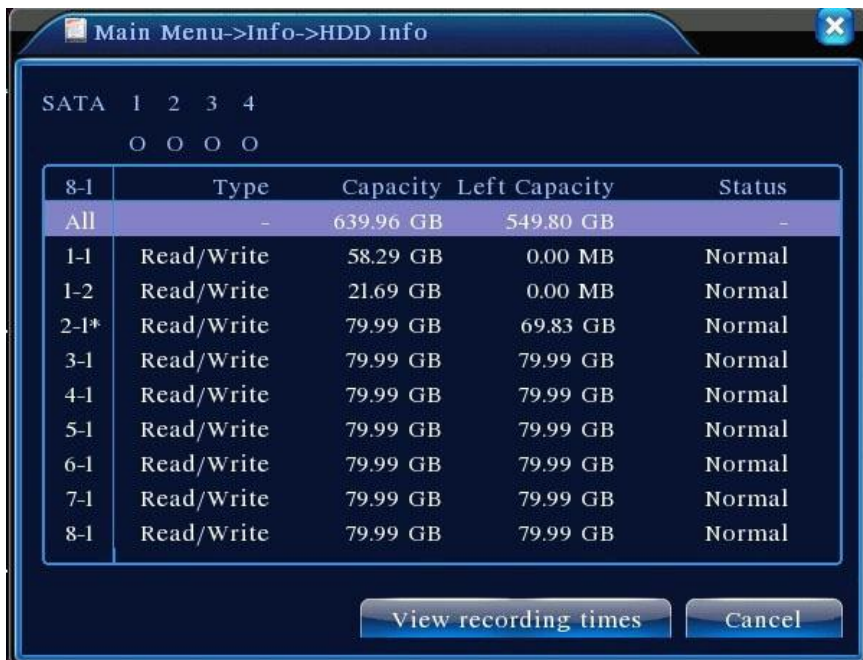 Main Menu->Info->HDD Info
SATA 1 2 3 4
O O O O
8-1 Type Capacity Left Capacity Status
All - 639.96 GB 549.80 GB -
1-1 Read/Write 58.29 GB 0.00 MB Normal
1-2 Read/Write 21.69 GB 0.00 MB Normal
2-1* Read/Write 79.99 GB 69.83 GB Normal
3-1 Read/Write 79.99 GB 79.99 GB Normal
4-1 Read/Write 79.99 GB 79.99 GB Normal
5-1 Read/Write 79.99 GB 79.99 GB Normal
6-1 Read/Write 79.99 GB 79.99 GB Normal
7-1 Read/Write 79.99 GB 79.99 GB Normal
8-1 Read/Write 79.99 GB 79.99 GB Normal
View recording times Cancel